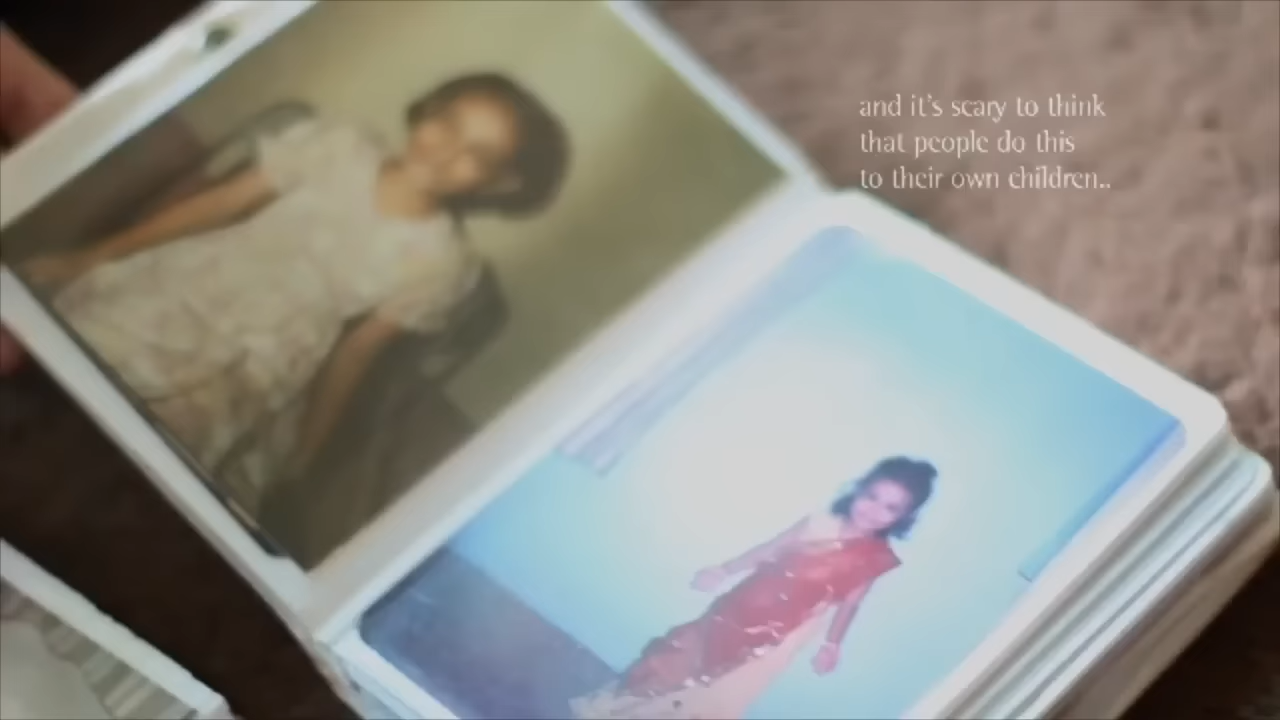 and it's scary to think
that people do this
to their own children..